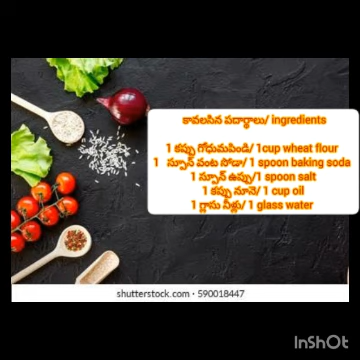 కావలసిన పదార్థాలు/ ingredients
1 కప్పు గోధుమపిండి/ 1cup wheat flour
1 స్పూన్ వంట సోడా/ 1 spoon baking soda
1 స్పూన్ ఉప్పు/1 spoon salt
1 కప్పు నూనె/ 1 cup oil
1 గ్లాసు నీళ్లు/ 1 glass water
shutterstock.com • 590018447
InShOt